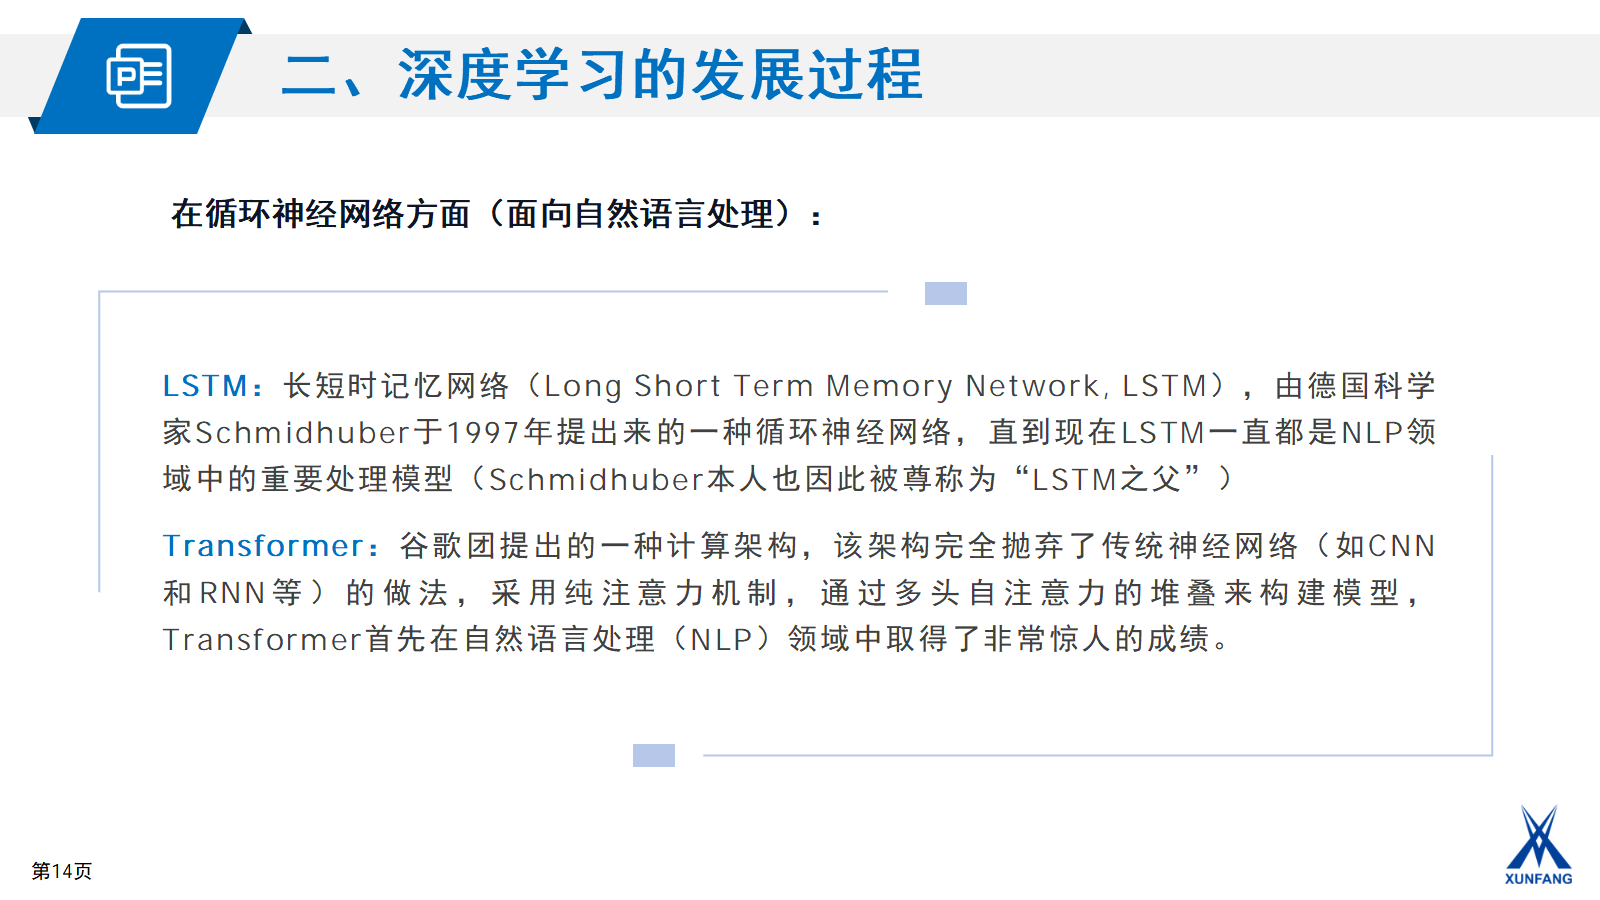 二、深度学习的发展过程
在循环神经网络方面（面向自然语言处理）：
LSTM：长短时记忆网络（Long Short Term Memory Network, LSTM），由德国科学
家Schmidhuber于1997年提出来的一种循环神经网络，直到现在LSTM一直都是NLP领
域中的重要处理模型（Schmidhuber本人也因此被尊称为“LSTM之父”）
Transformer：谷歌团提出的一种计算架构，该架构完全抛弃了传统神经网络（如CNN
和RNN等）的做法，采用纯注意力机制，通过多头自注意力的堆叠来构建模型，
Transformer首先在自然语言处理（NLP）领域中取得了非常惊人的成绩。
第14页
XUNFANG